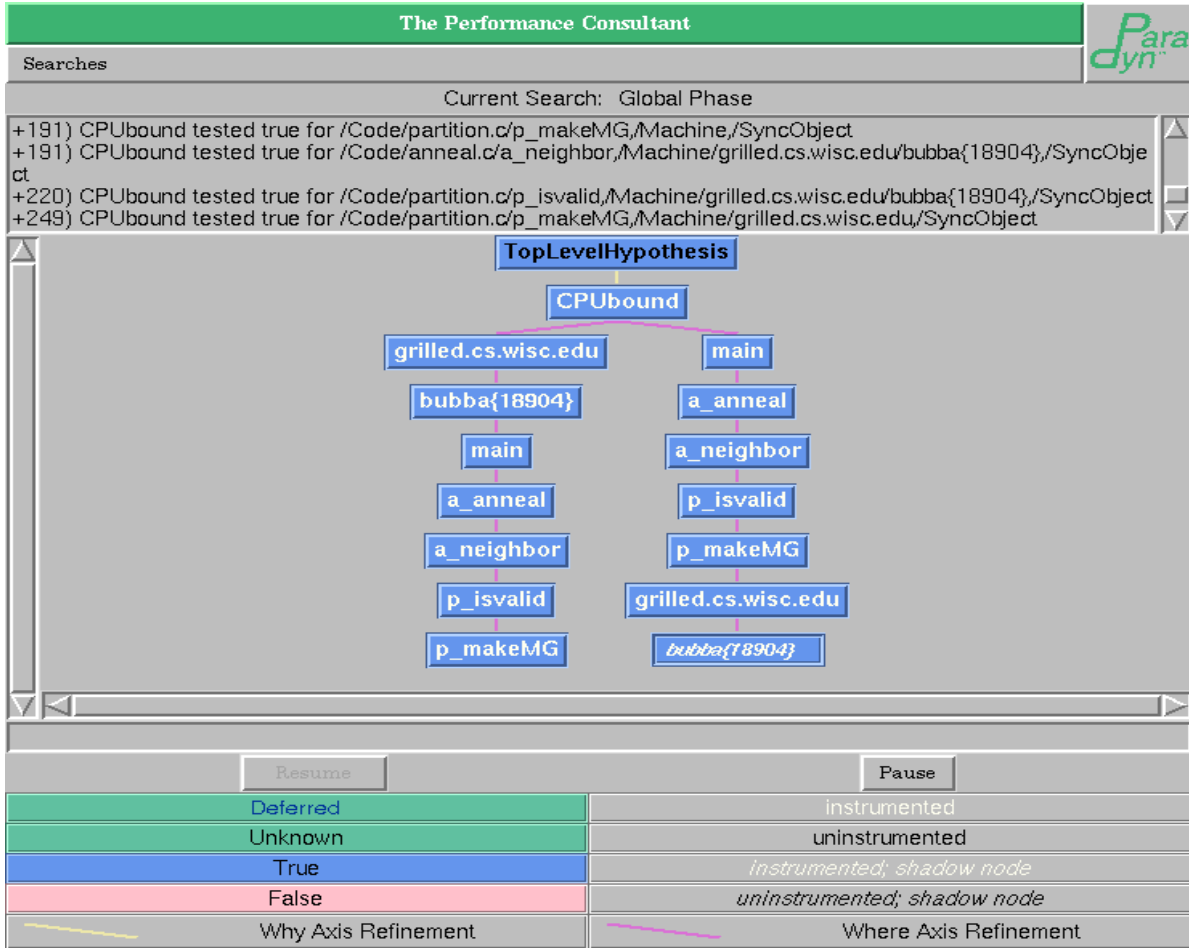 The Performance Consultant
Paradyn™
Searches
Current Search: Global Phase
+191) CPUbound tested true for /Code/partition.c/p_makeMG,/Machine,/SyncObject
+191) CPUbound tested true for /Code/anneal.c/a_neighbor,/Machine/grilled.cs.wisc.edu/bubba{18904},/SyncObje
ct
+220) CPUbound tested true for /Code/partition.c/p_isvalid,/Machine/grilled.cs.wisc.edu/bubba{18904},/SyncObject
+249) CPUbound tested true for /Code/partition.c/p_makeMG,/Machine/grilled.cs.wisc.edu,/SyncObject
TopLevelHypothesis
CPUbound
grilled.cs.wisc.edu main
bubba{18904} a_anneal
main a_neighbor
a_anneal p_isvalid
a_neighbor p_makeMG
p_isvalid grilled.cs.wisc.edu
p_makeMG bubba{18904}
Resume Pause
Deferred instrumented
Unknown uninstrumented
True instrumented; shadow node
False uninstrumented; shadow node
Why Axis Refinement Where Axis Refinement